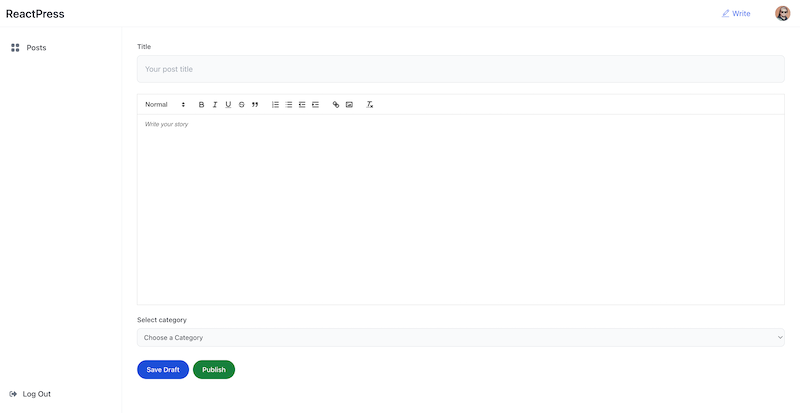 ReactPress
Write
Posts
Title
Your post title
Normal
B I U S
Write your story
Select category
Choose a Category
Save Draft
Publish
Log Out